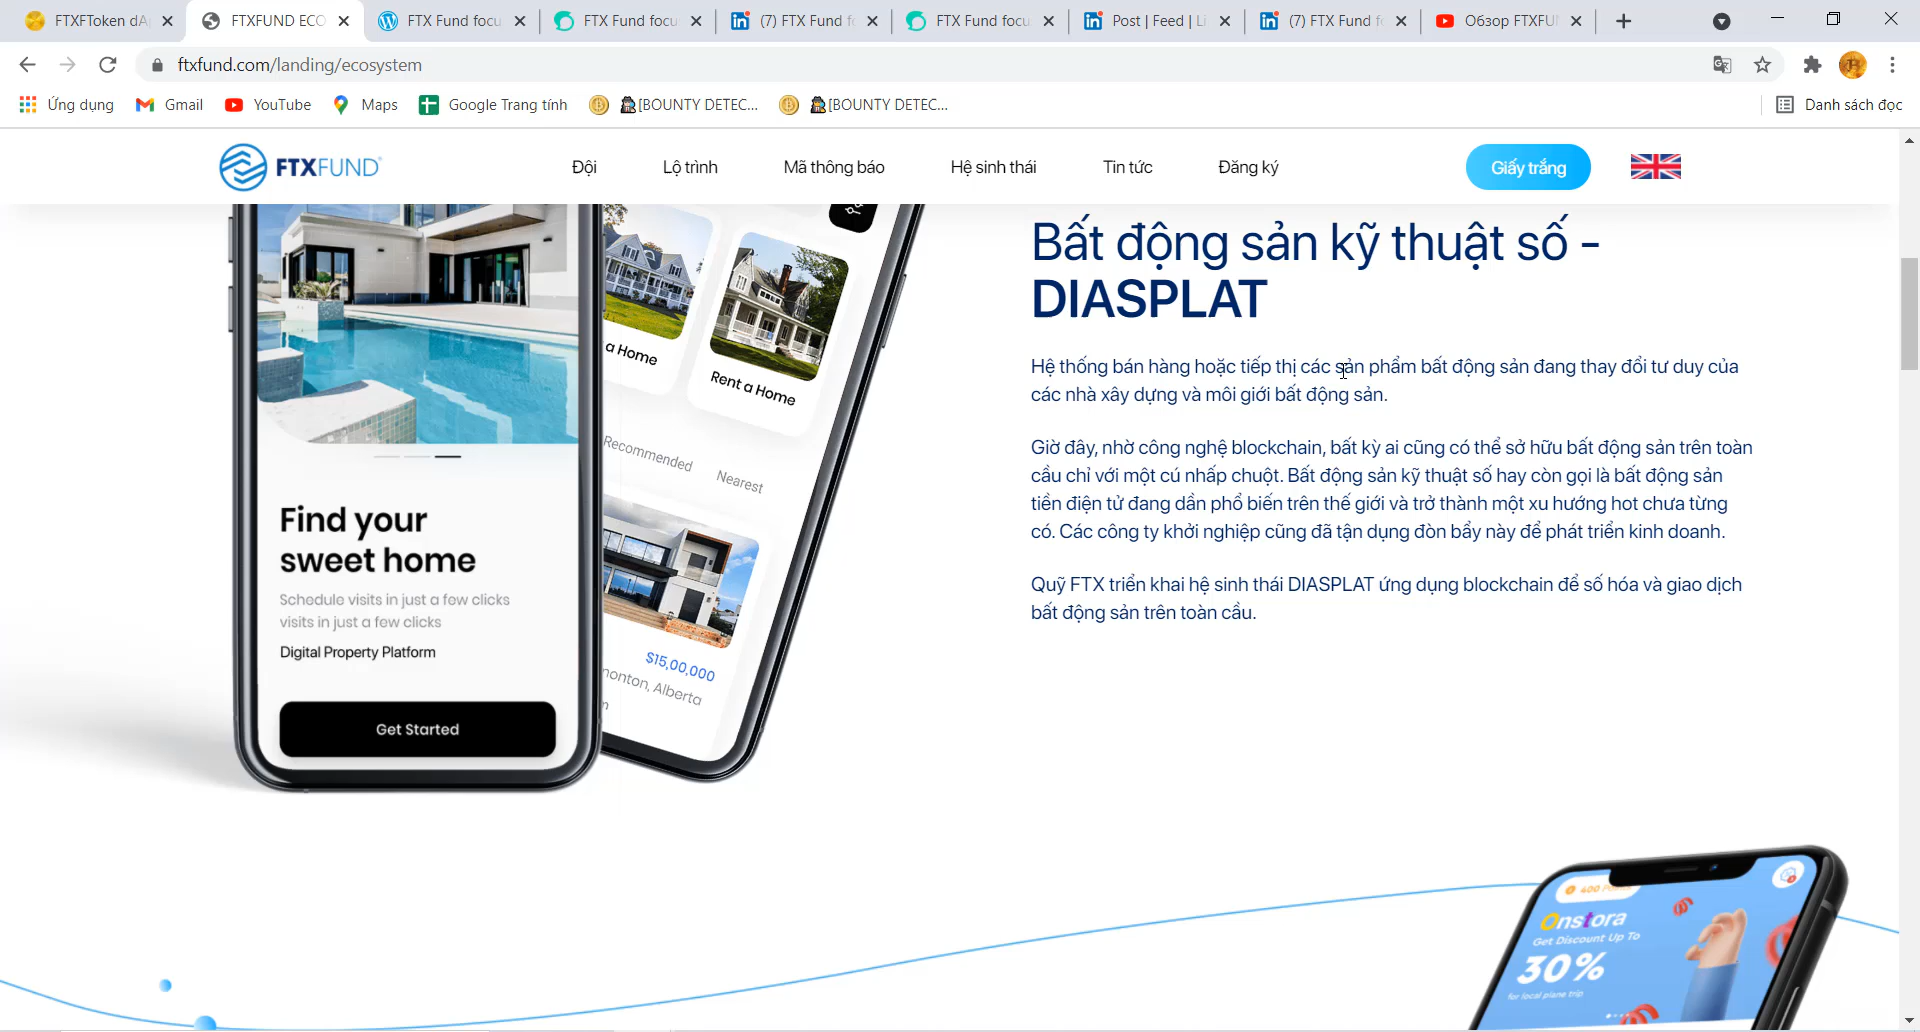 FTXFToken dA
FTXFUND ECO
FTX Fund focu
FTX Fund focu
(7) FTX Fund f
FTX Fund focu
Post | Feed | Li
(7) FTX Fund f
Обзор FTXFU
ftxfund.com/landing/ecosystem
Ứng dụng
Gmail
YouTube
Maps
Google Trang tính
[BOUNTY DETEC...
[BOUNTY DETEC...
Danh sách đọc
FTXFUND
Đội
Lộ trình
Mã thông báo
Hệ sinh thái
Tin tức
Đăng ký
Giấy trắng
Bất động sản kỹ thuật số -
DIASPLAT
Hệ thống bán hàng hoặc tiếp thị các sản phẩm bất động sản đang thay đổi tư duy của
các nhà xây dựng và môi giới bất động sản.
Giờ đây, nhờ công nghệ blockchain, bất kỳ ai cũng có thể sở hữu bất động sản trên toàn
cầu chỉ với một cú nhấp chuột. Bất động sản kỹ thuật số hay còn gọi là bất động sản
tiền điện tử đang dần phổ biến trên thế giới và trở thành một xu hướng hot chưa từng
có. Các công ty khởi nghiệp cũng đã tận dụng đòn bẩy này để phát triển kinh doanh.
Quỹ FTX triển khai hệ sinh thái DIASPLAT ứng dụng blockchain để số hóa và giao dịch
bất động sản trên toàn cầu.
a Home
Rent a Home
Recommended
Nearest
$15,00,000
monton, Alberta
Find your
sweet home
Schedule visits in just a few clicks
visits in just a few clicks
Digital Property Platform
Get Started
400
Onstora
Get Discount Up To
30%
for local plane trip